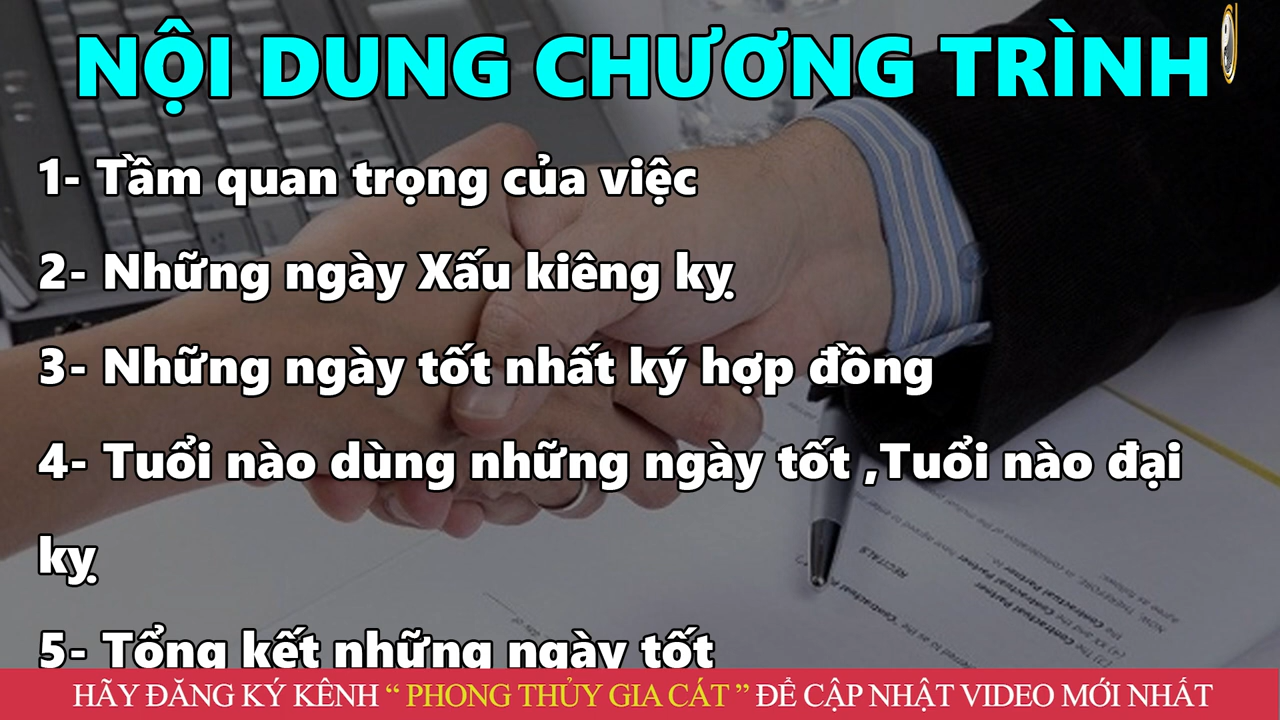 NỘI DUNG CHƯƠNG TRÌNH
1- Tầm quan trọng của việc
2- Những ngày Xấu kiêng kỵ
3- Những ngày tốt nhất ký hợp đồng
4- Tuổi nào dùng những ngày tốt ,Tuổi nào đại
kỵ
5- Tổng kết những ngày tốt
HÃY ĐĂNG KÝ KÊNH “ PHONG THỦY GIA CÁT ” ĐỂ CẬP NHẬT VIDEO MỚI NHẤT
RECITALS